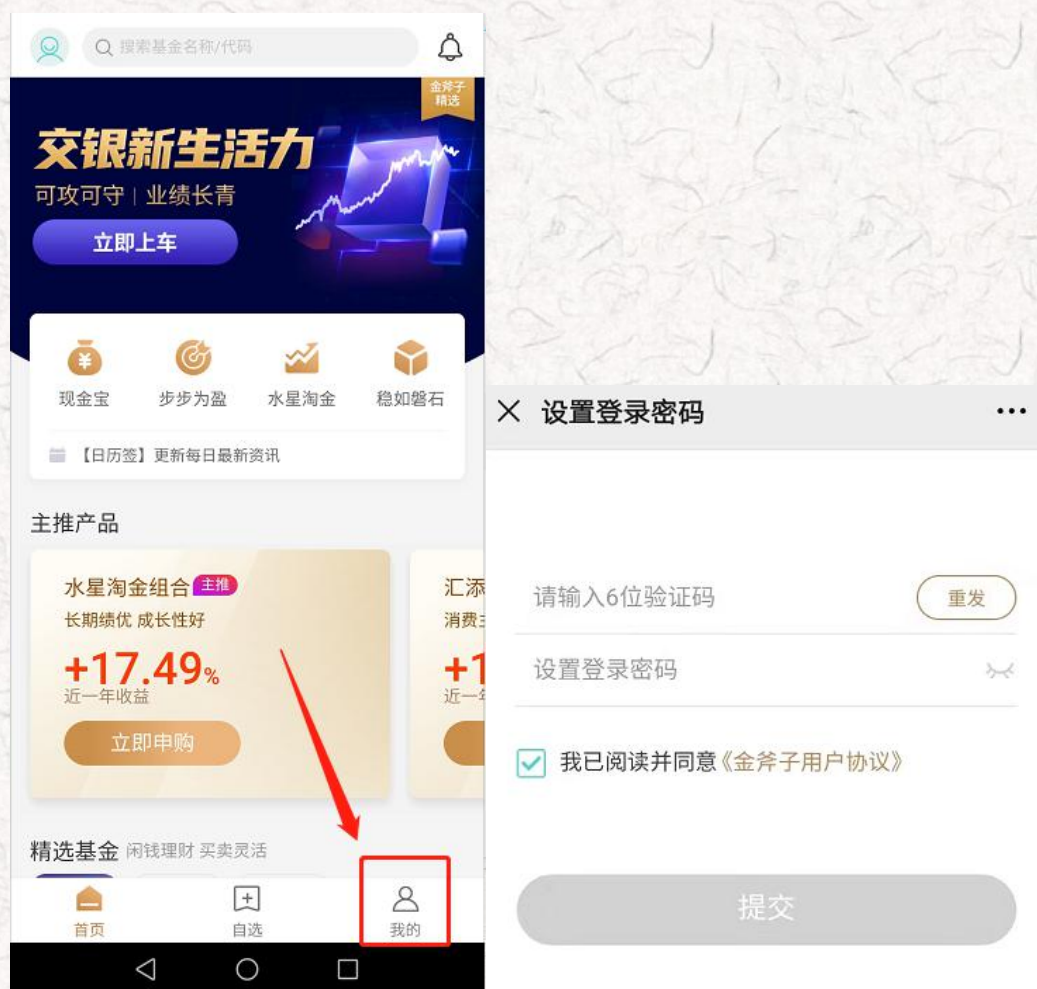 搜索基金名称/代码
金斧子
精选
交银新生活力
可攻可守｜业绩长青
立即上车
现金宝
步步为盈
水星淘金
稳如磐石
【日历签】更新每日最新资讯
主推产品
水星淘金组合 主推
长期绩优 成长性好
+17.49%
近一年收益
立即申购
汇添
消费
+1
近一
精选基金 闲钱理财 买卖灵活
首页
自选
我的
设置登录密码
请输入6位验证码
重发
设置登录密码
我已阅读并同意《金斧子用户协议》
提交